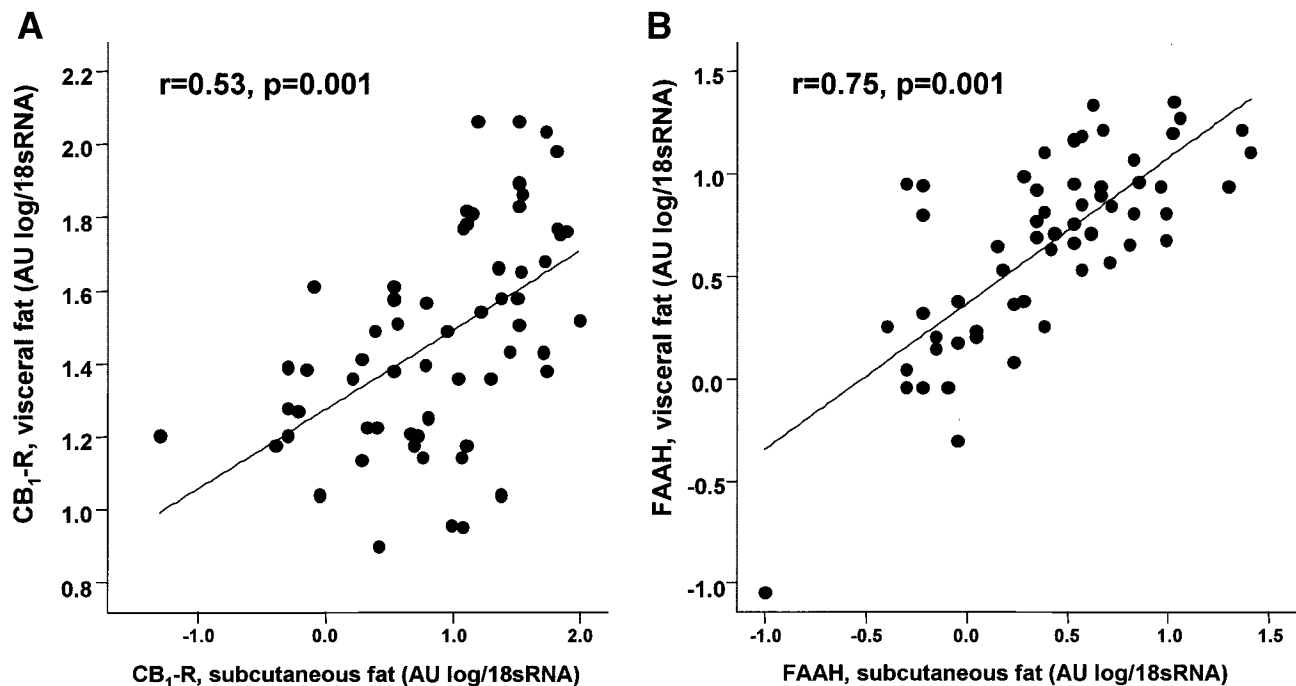 A
r=0.53, p=0.001
CB₁-R, visceral fat (AU log/18sRNA)
2.2
2.0
1.8
1.6
1.4
1.2
1.0
0.8
-1.0 0.0 1.0 2.0
CB₁-R, subcutaneous fat (AU log/18sRNA)
B
r=0.75, p=0.001
FAAH, visceral fat (AU log/18sRNA)
1.5
1.0
0.5
0.0
-0.5
-1.0
-1.0 0.0 0.5 1.0 1.5
FAAH, subcutaneous fat (AU log/18sRNA)